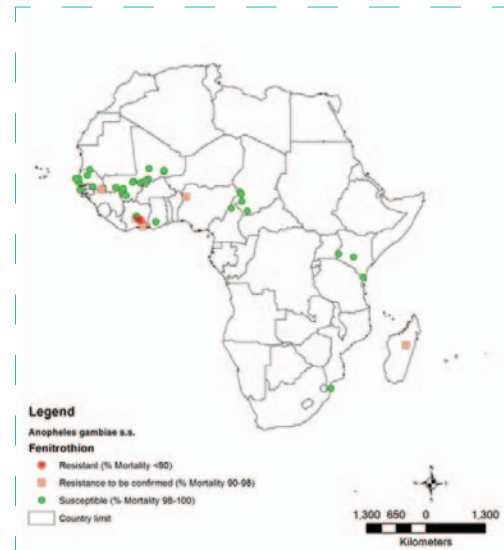 Legend
Anopheles gambiae s.s.
Fenitrothion
Resistant (% Mortality <80)
Resistance to be confirmed (% Mortality 90-98)
Susceptible (% Mortality 98-100)
Country limit
1,300 650 0 1,300
Kilometers